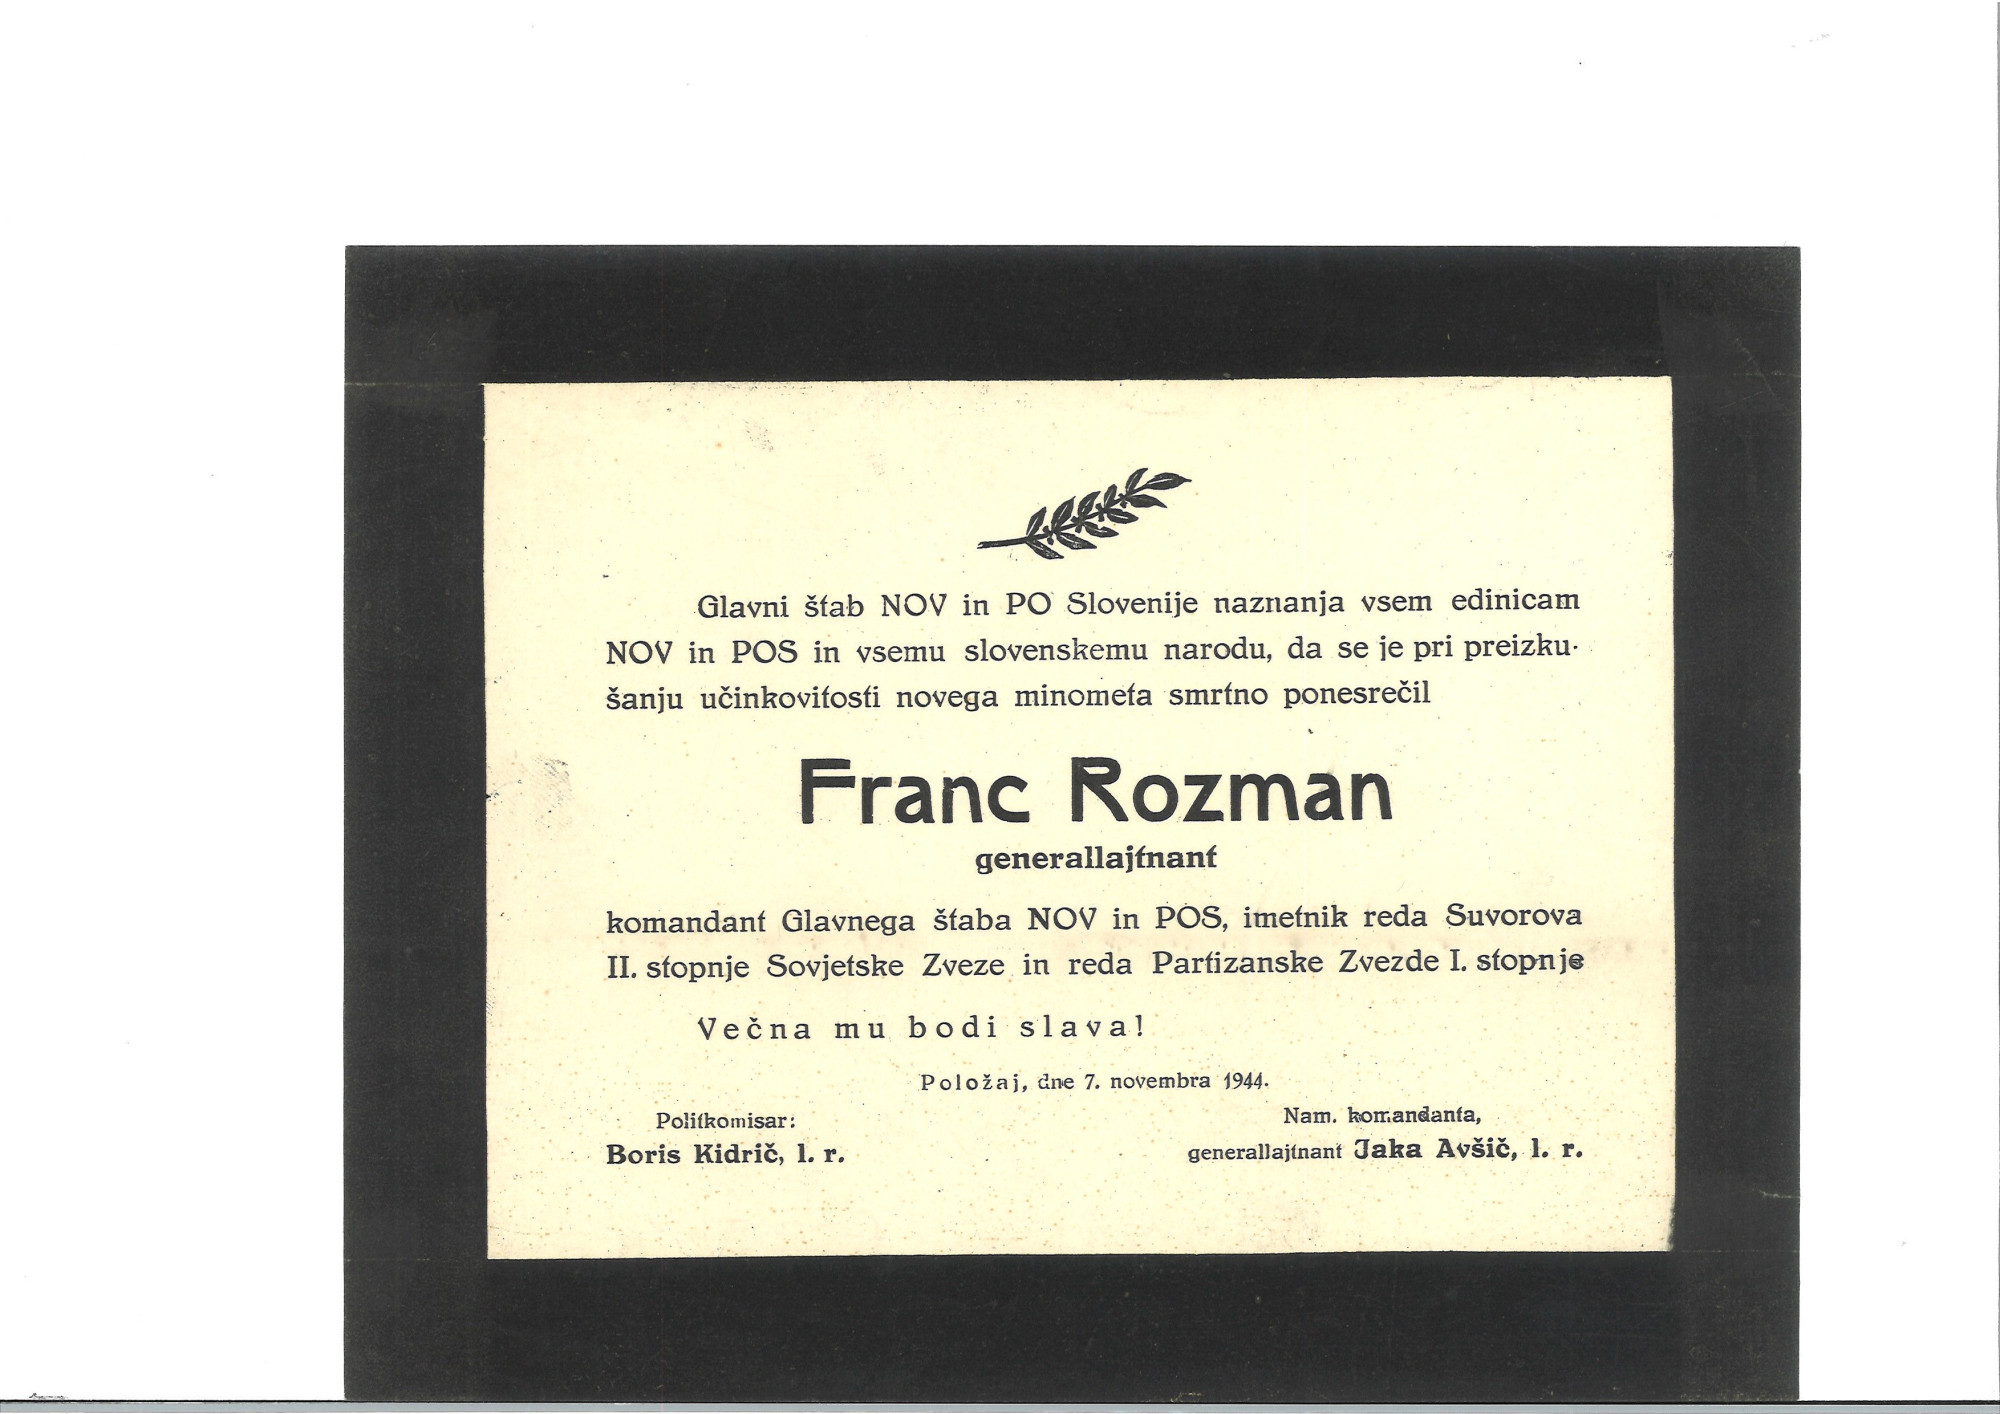 Glavni štab NOV in PO Slovenije naznanja vsem edinicam
NOV in POS in vsemu slovenskemu narodu, da se je pri preizku-
šanju učinkovitosti novega minometa smrtno ponesrečil
Franc Rozman
generallajtnant
komandant Glavnega štaba NOV in POS, imetnik reda Suvorova
II. stopnje Sovjetske Zveze in reda Partizanske Zvezde I. stopnje
Večna mu bodi slava!
Položaj, dne 7. novembra 1944.
Politkomisar:
Boris Kidrič, l. r.
Nam. komandanta,
generallajtnant Jaka Avšič, l. r.